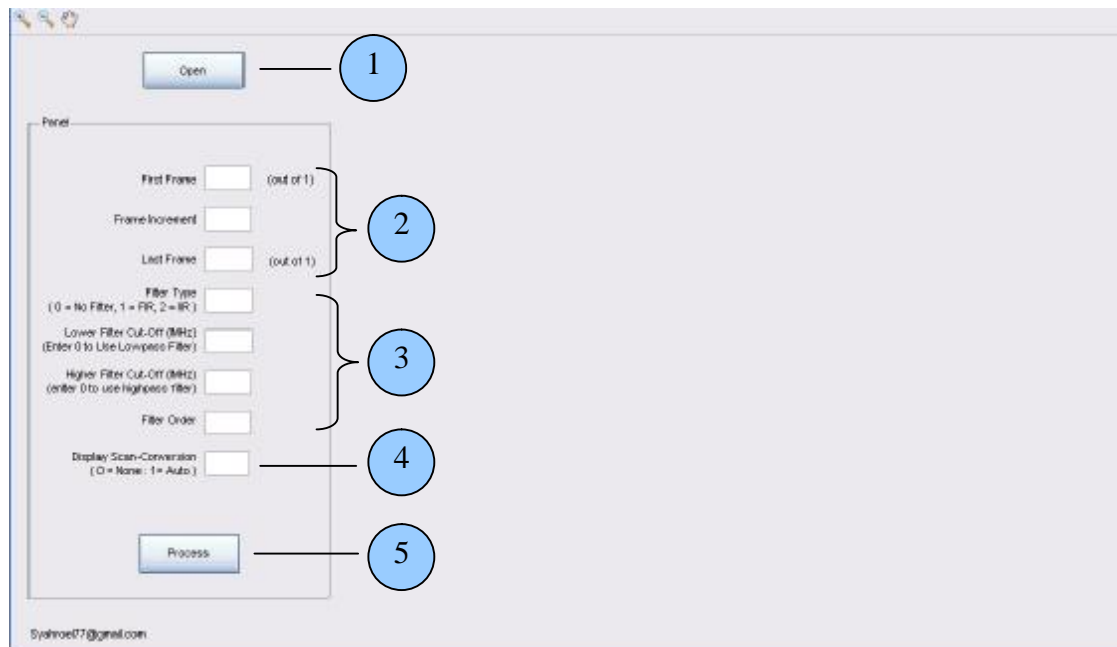 Open
1
Panel
First Frame (out of 1)
Frame Increment
2
Last Frame (out of 1)
Filter Type
( 0 = No Filter, 1 = FIR, 2 = IIR )
Lower Filter Cut-Off (MHz)
(Enter 0 to Use Lowpass Filter)
3
Higher Filter Cut-Off (MHz)
(enter 0 to use highpass filter)
Filter Order
Display Scan-Conversion
( O = None : 1 = Auto )
4
Process
5
Syahroel77@gmail.com